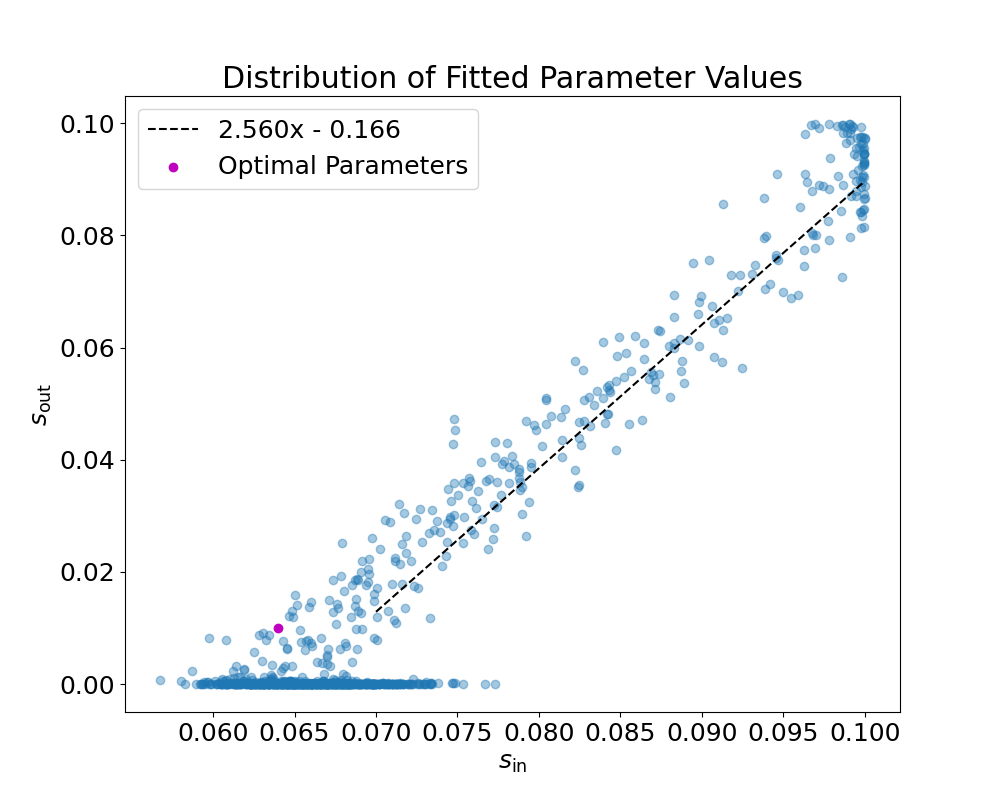 Distribution of Fitted Parameter Values
2.560x - 0.166
Optimal Parameters
0.10
0.08
0.06
0.04
0.02
0.00
s_out
0.060 0.065 0.070 0.075 0.080 0.085 0.090 0.095 0.100
s_in